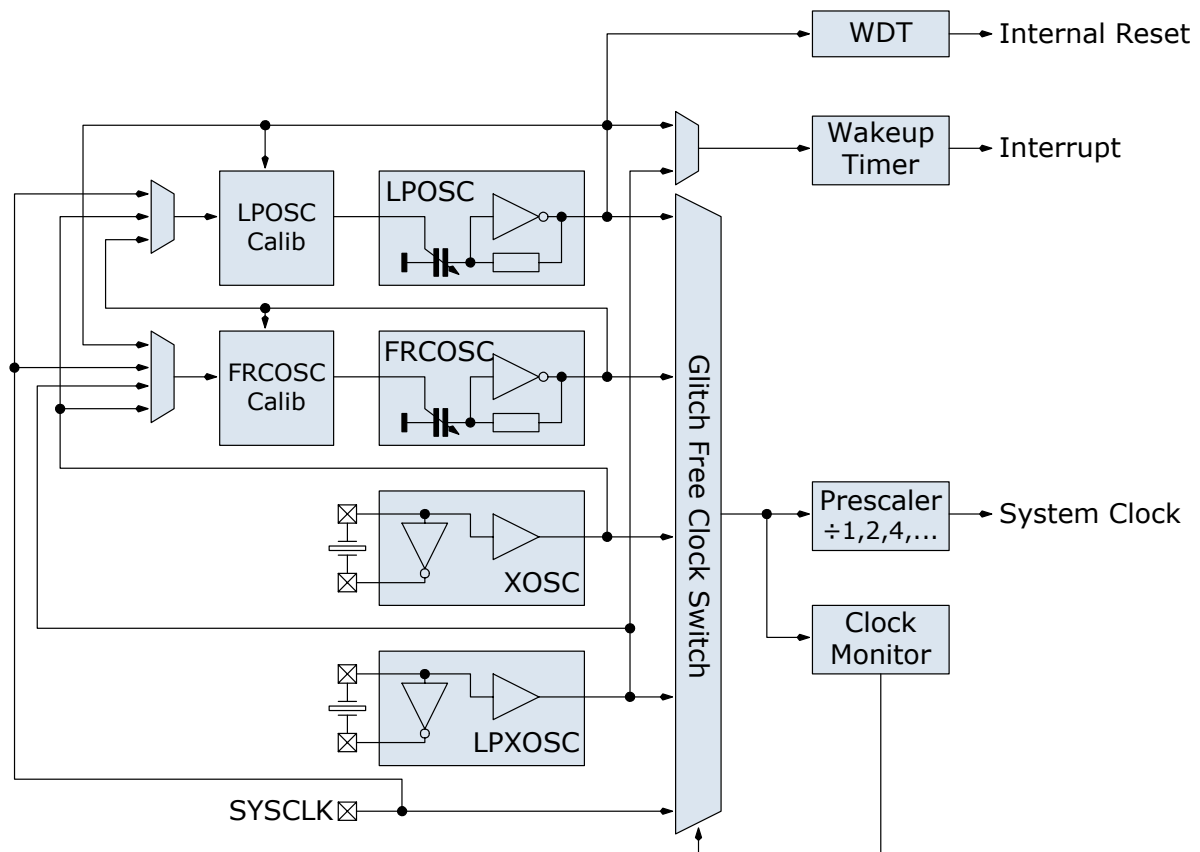 WDT
Internal Reset
Wakeup
Timer
Interrupt
LPOSC
Calib
LPOSC
FRCOSC
Calib
FRCOSC
Glitch Free Clock Switch
XOSC
Prescaler
÷1,2,4,...
System Clock
Clock
Monitor
LPXOSC
SYSCLK